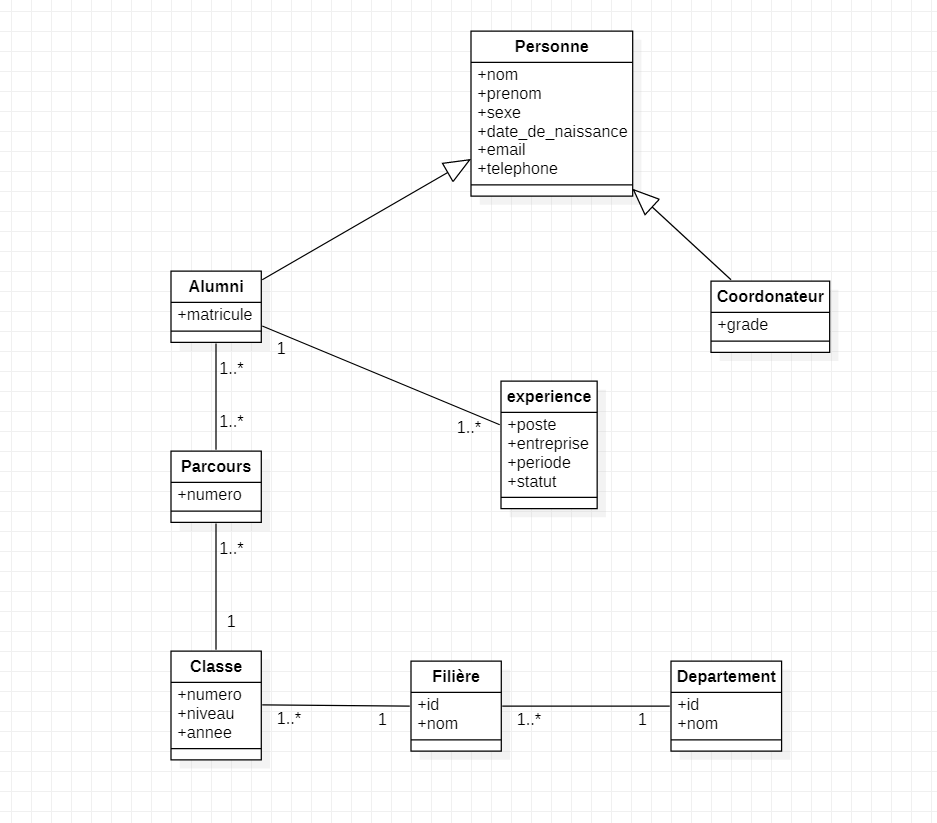 Personne
+nom
+prenom
+sexe
+date_de_naissance
+email
+telephone
Alumni
+matricule
Coordonateur
+grade
1
1..*
1..*
1..*
experience
+poste
+entreprise
+periode
+statut
Parcours
+numero
1..*
1
Classe
+numero
+niveau
+annee
1..*
1
Filière
+id
+nom
1..*
1
Departement
+id
+nom